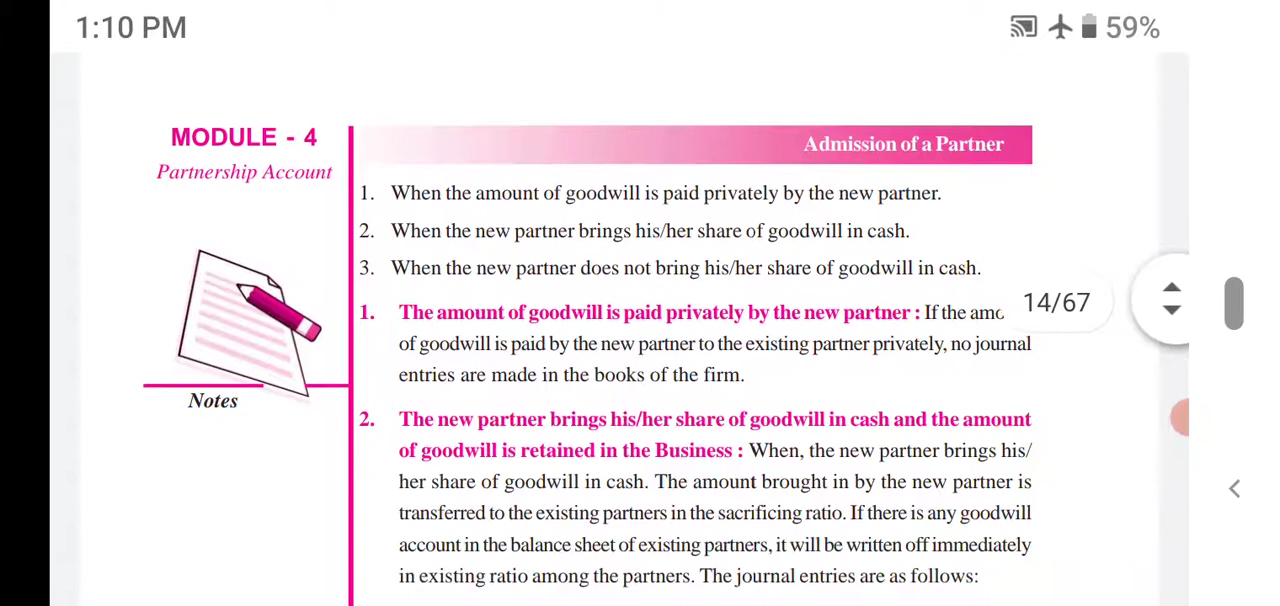 1:10 PM
59%
MODULE - 4
Partnership Account
Notes
Admission of a Partner
1. When the amount of goodwill is paid privately by the new partner.
2. When the new partner brings his/her share of goodwill in cash.
3. When the new partner does not bring his/her share of goodwill in cash.
14/67
1. The amount of goodwill is paid privately by the new partner : If the
of goodwill is paid by the new partner to the existing partner privately, no journal
entries are made in the books of the firm.
2. The new partner brings his/her share of goodwill in cash and the amount
of goodwill is retained in the Business : When, the new partner brings his/
her share of goodwill in cash. The amount brought in by the new partner is
transferred to the existing partners in the sacrificing ratio. If there is any goodwill
account in the balance sheet of existing partners, it will be written off immediately
in existing ratio among the partners. The journal entries are as follows: